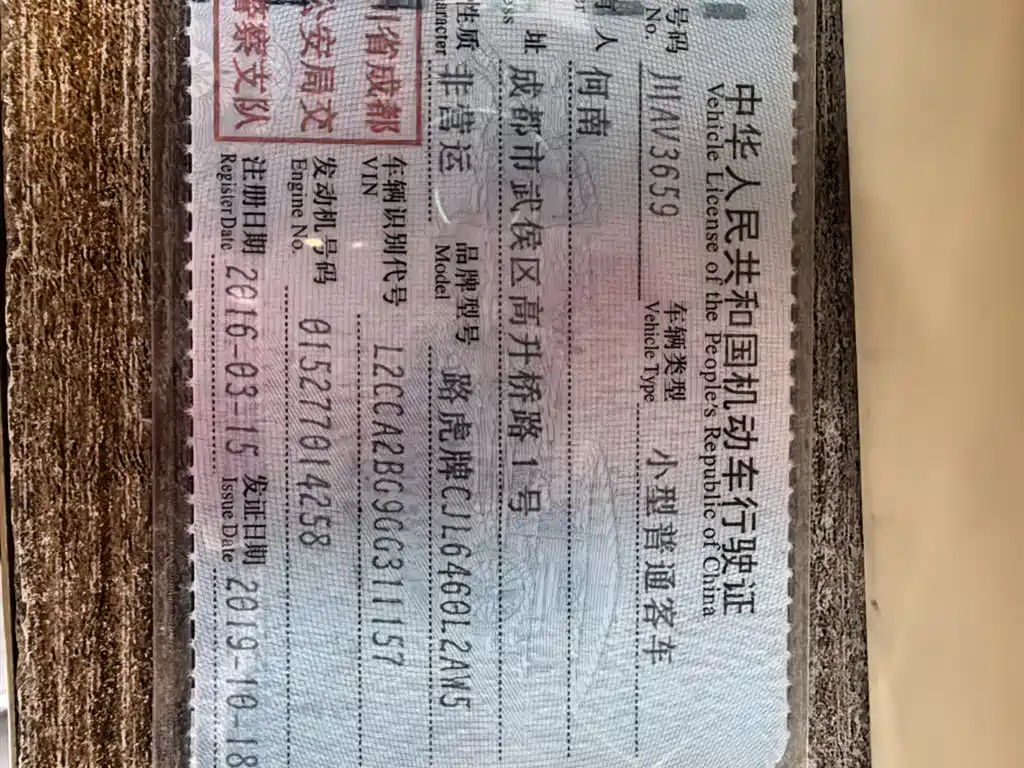 中华人民共和国机动车行驶证
Vehicle License of the People's Republic of China
号码 川AV3659 车辆类型 小型普通客车
No. Vehicle Type
人 何南
址 成都市武侯区高升桥路1号
性质 非营运 品牌型号 路虎牌CJL6460L2AW5
Model
川省成都
公安局交
警察支队
车辆识别代号 L2CCA2BG9GG311157
VIN
发动机号码 015277014258
Engine No.
注册日期 2016-03-15 发证日期 2019-10-18
Register Date Issue Date